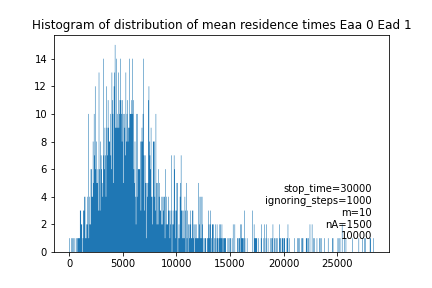 Histogram of distribution of mean residence times Eaa 0 Ead 1
14
12
10
8
6
4
2
0
stop_time=30000
ignoring_steps=1000
m=10
nA=1500
10000
0 5000 10000 15000 20000 25000